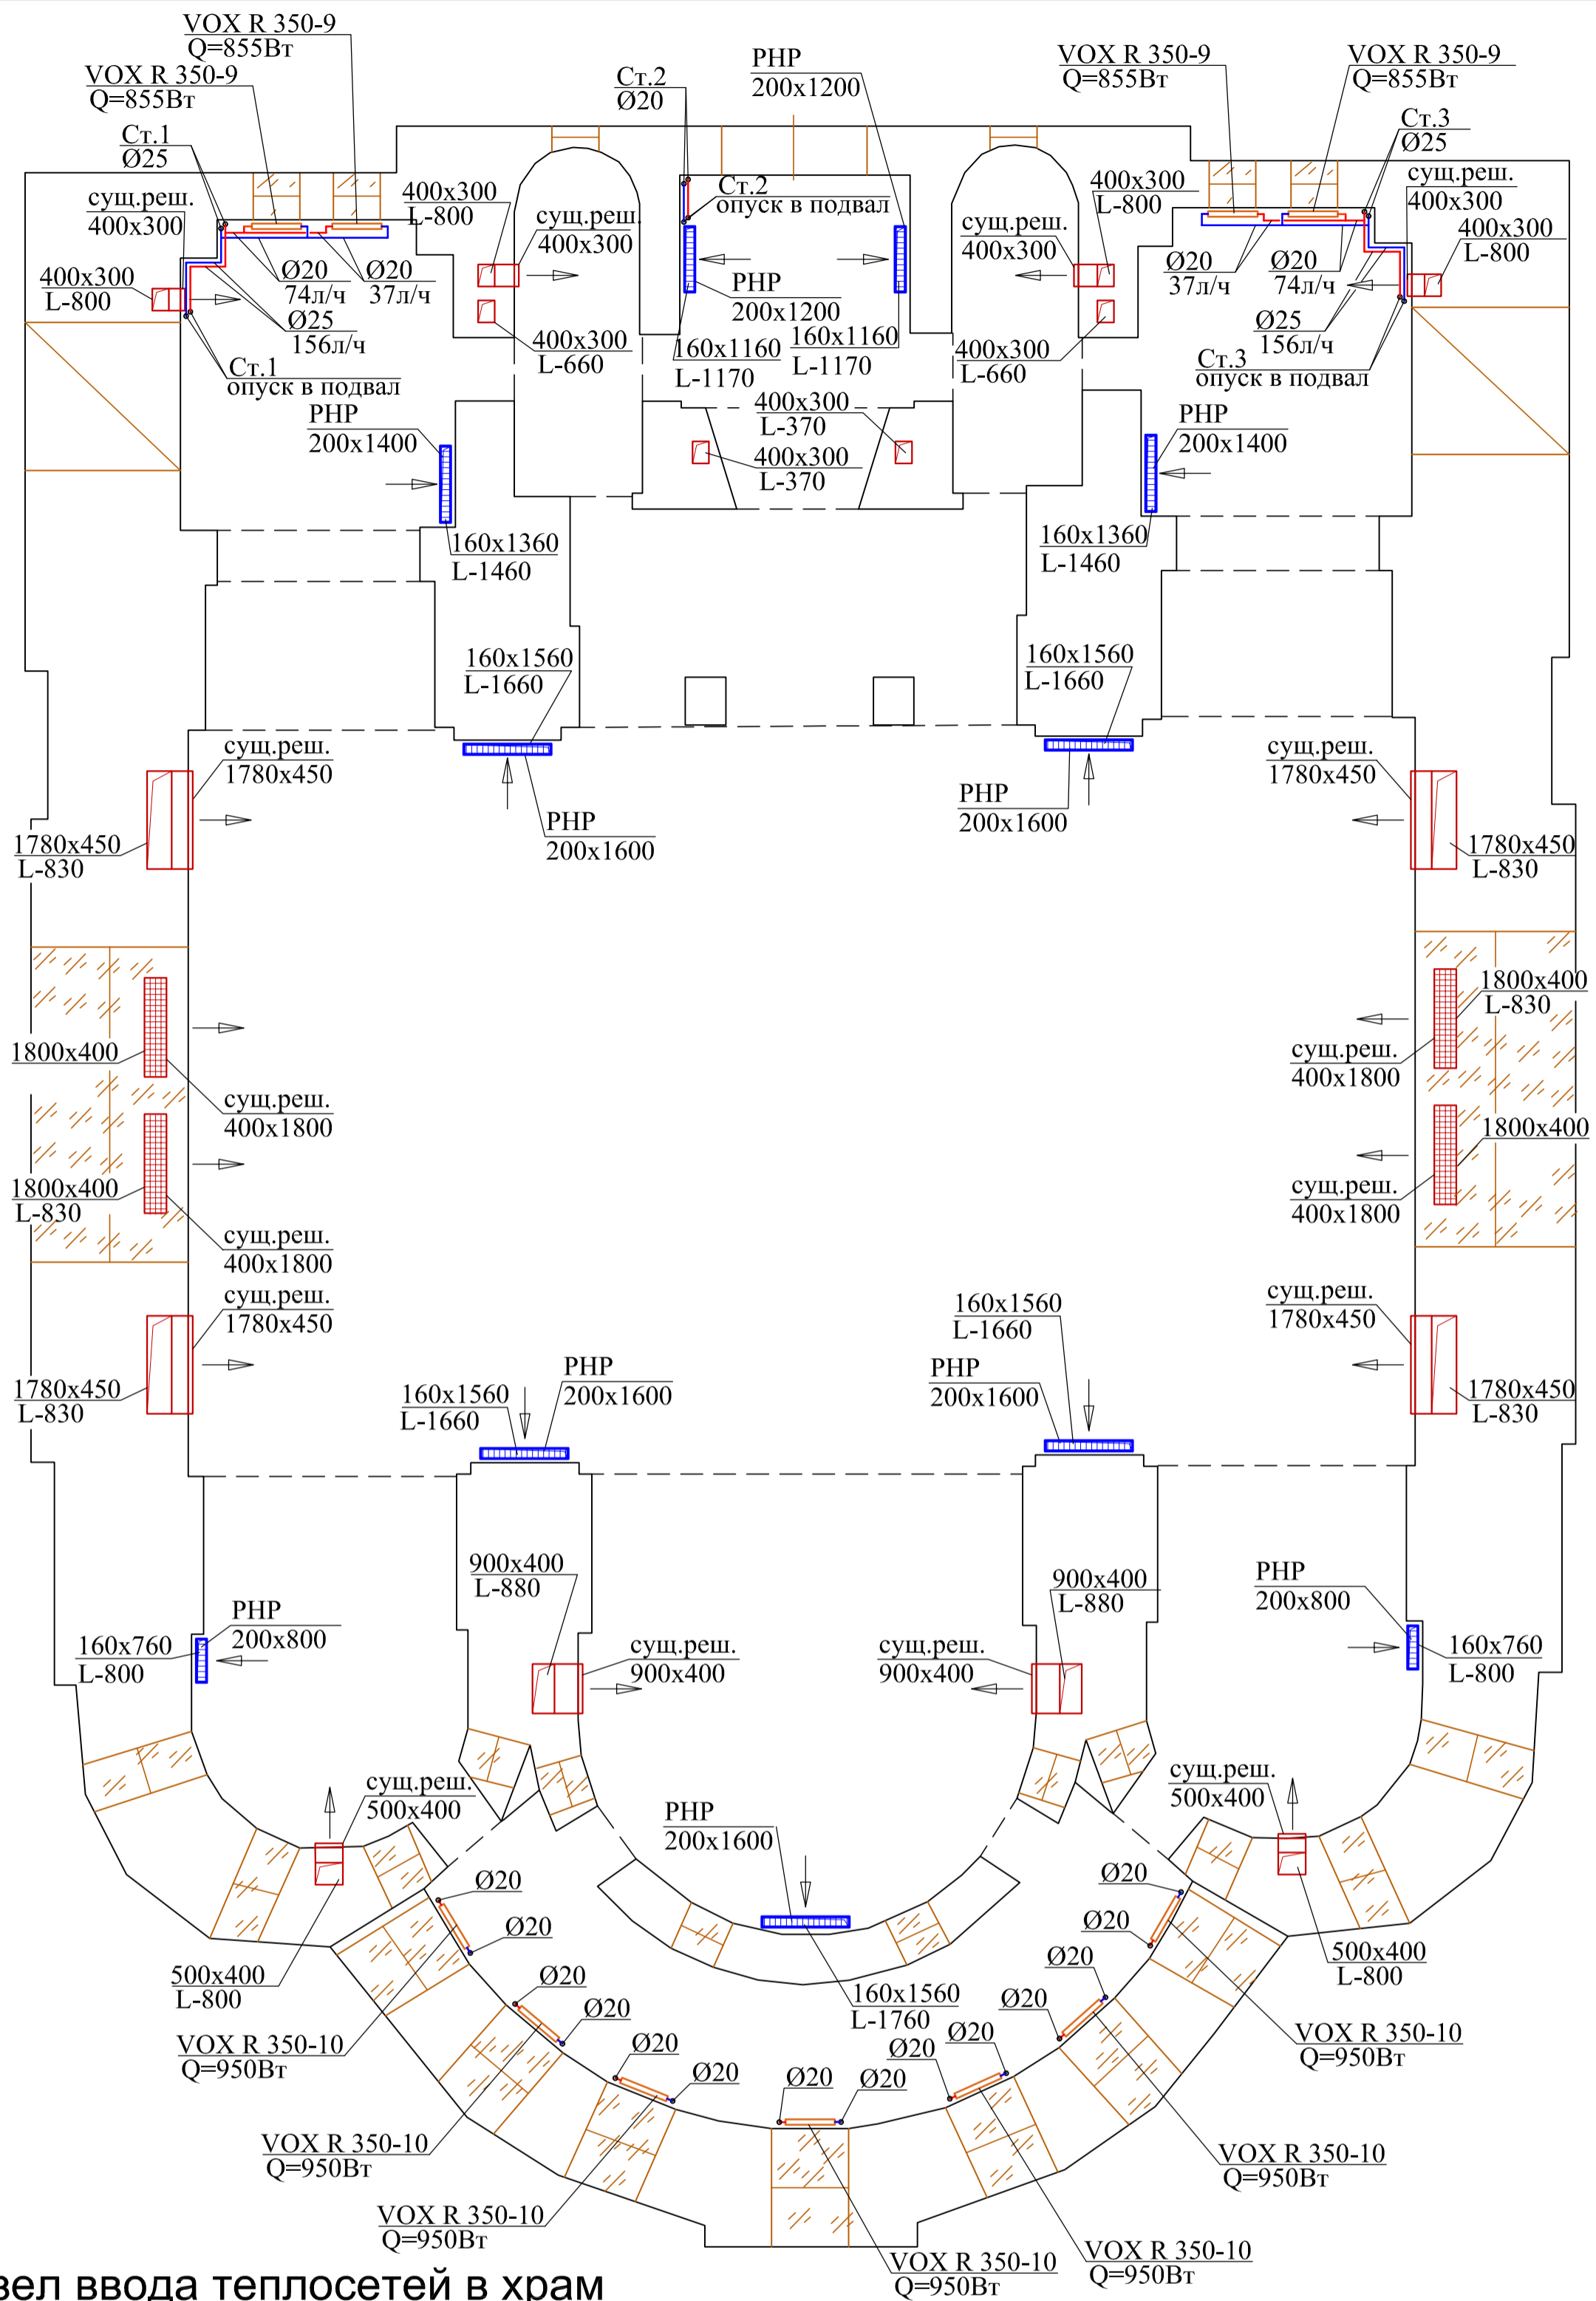 VOX R 350-9
Q=855Вт
VOX R 350-9
Q=855Вт
Ст.1
Ø25
сущ.реш.
400x300
400x300
L-800
400x300
L-800
сущ.реш.
400x300
Ø20
74л/ч
Ø20
37л/ч
Ø25
156л/ч
Ст.1
опуск в подвал
400x300
L-660
Ст.2
Ø20
РНР
200x1200
Ст.2
опуск в подвал
РНР
200x1200
160x1160
L-1170
160x1160
L-1170
400x300
L-370
400x300
L-370
VOX R 350-9
Q=855Вт
VOX R 350-9
Q=855Вт
Ст.3
Ø25
сущ.реш.
400x300
400x300
L-800
400x300
L-800
сущ.реш.
400x300
Ø20
37л/ч
Ø20
74л/ч
Ø25
156л/ч
Ст.3
опуск в подвал
400x300
L-660
РНР
200x1400
160x1360
L-1460
РНР
200x1400
160x1360
L-1460
160x1560
L-1660
РНР
200x1600
160x1560
L-1660
РНР
200x1600
сущ.реш.
1780x450
1780x450
L-830
сущ.реш.
1780x450
1780x450
L-830
1800x400
сущ.реш.
400x1800
1800x400
L-830
сущ.реш.
400x1800
1800x400
L-830
сущ.реш.
400x1800
1800x400
сущ.реш.
400x1800
сущ.реш.
1780x450
1780x450
L-830
сущ.реш.
1780x450
1780x450
L-830
160x1560
L-1660
РНР
200x1600
160x1560
L-1660
РНР
200x1600
900x400
L-880
сущ.реш.
900x400
900x400
L-880
сущ.реш.
900x400
РНР
200x800
160x760
L-800
РНР
200x800
160x760
L-800
сущ.реш.
500x400
500x400
L-800
сущ.реш.
500x400
500x400
L-800
РНР
200x1600
160x1560
L-1760
Ø20
Ø20
Ø20
Ø20
Ø20
Ø20
Ø20
Ø20
Ø20
Ø20
Ø20
Ø20
Ø20
Ø20
VOX R 350-10
Q=950Вт
VOX R 350-10
Q=950Вт
VOX R 350-10
Q=950Вт
VOX R 350-10
Q=950Вт
VOX R 350-10
Q=950Вт
VOX R 350-10
Q=950Вт
VOX R 350-10
Q=950Вт
зел ввода теплосетей в храм